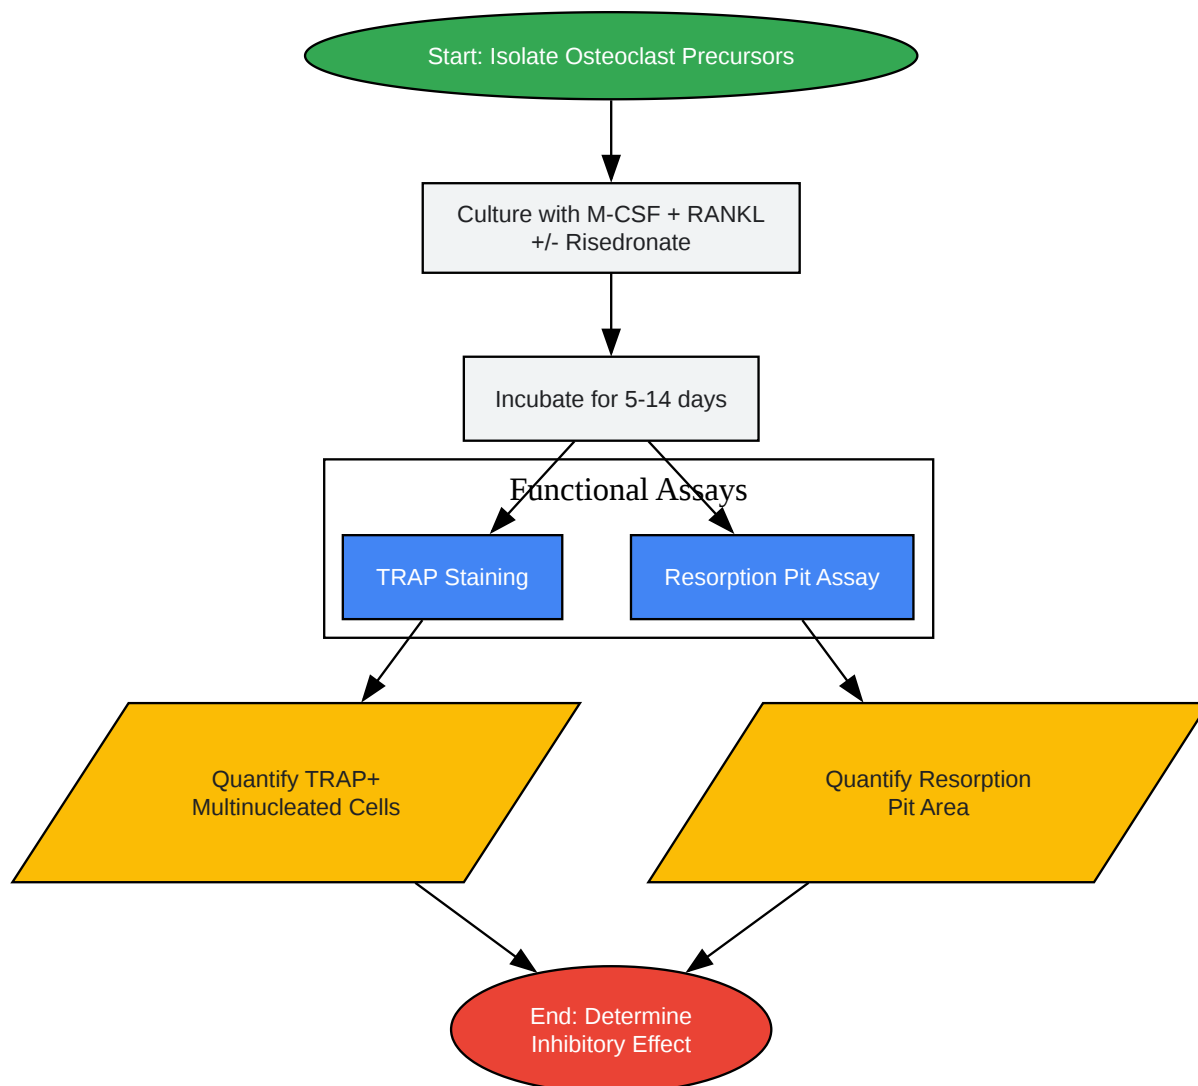 Start: Isolate Osteoclast Precursors
Culture with M-CSF + RANKL
+/- Risedronate
Incubate for 5-14 days
Functional Assays
TRAP Staining
Resorption Pit Assay
Quantify TRAP+
Multinucleated Cells
Quantify Resorption
Pit Area
End: Determine
Inhibitory Effect